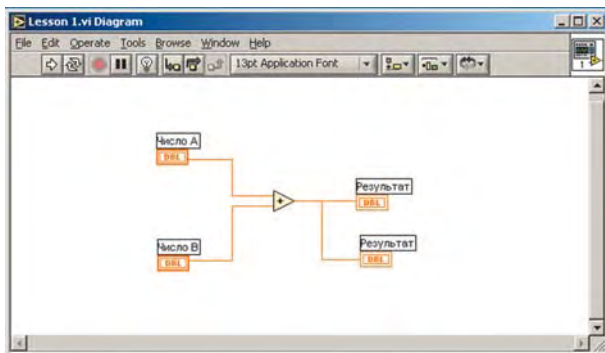 Lesson 1.vi Diagram
File Edit Operate Tools Browse Window Help
13pt Application Font
1
Число A
DBL
Результат
DBL
Число B
DBL
Результат
DBL